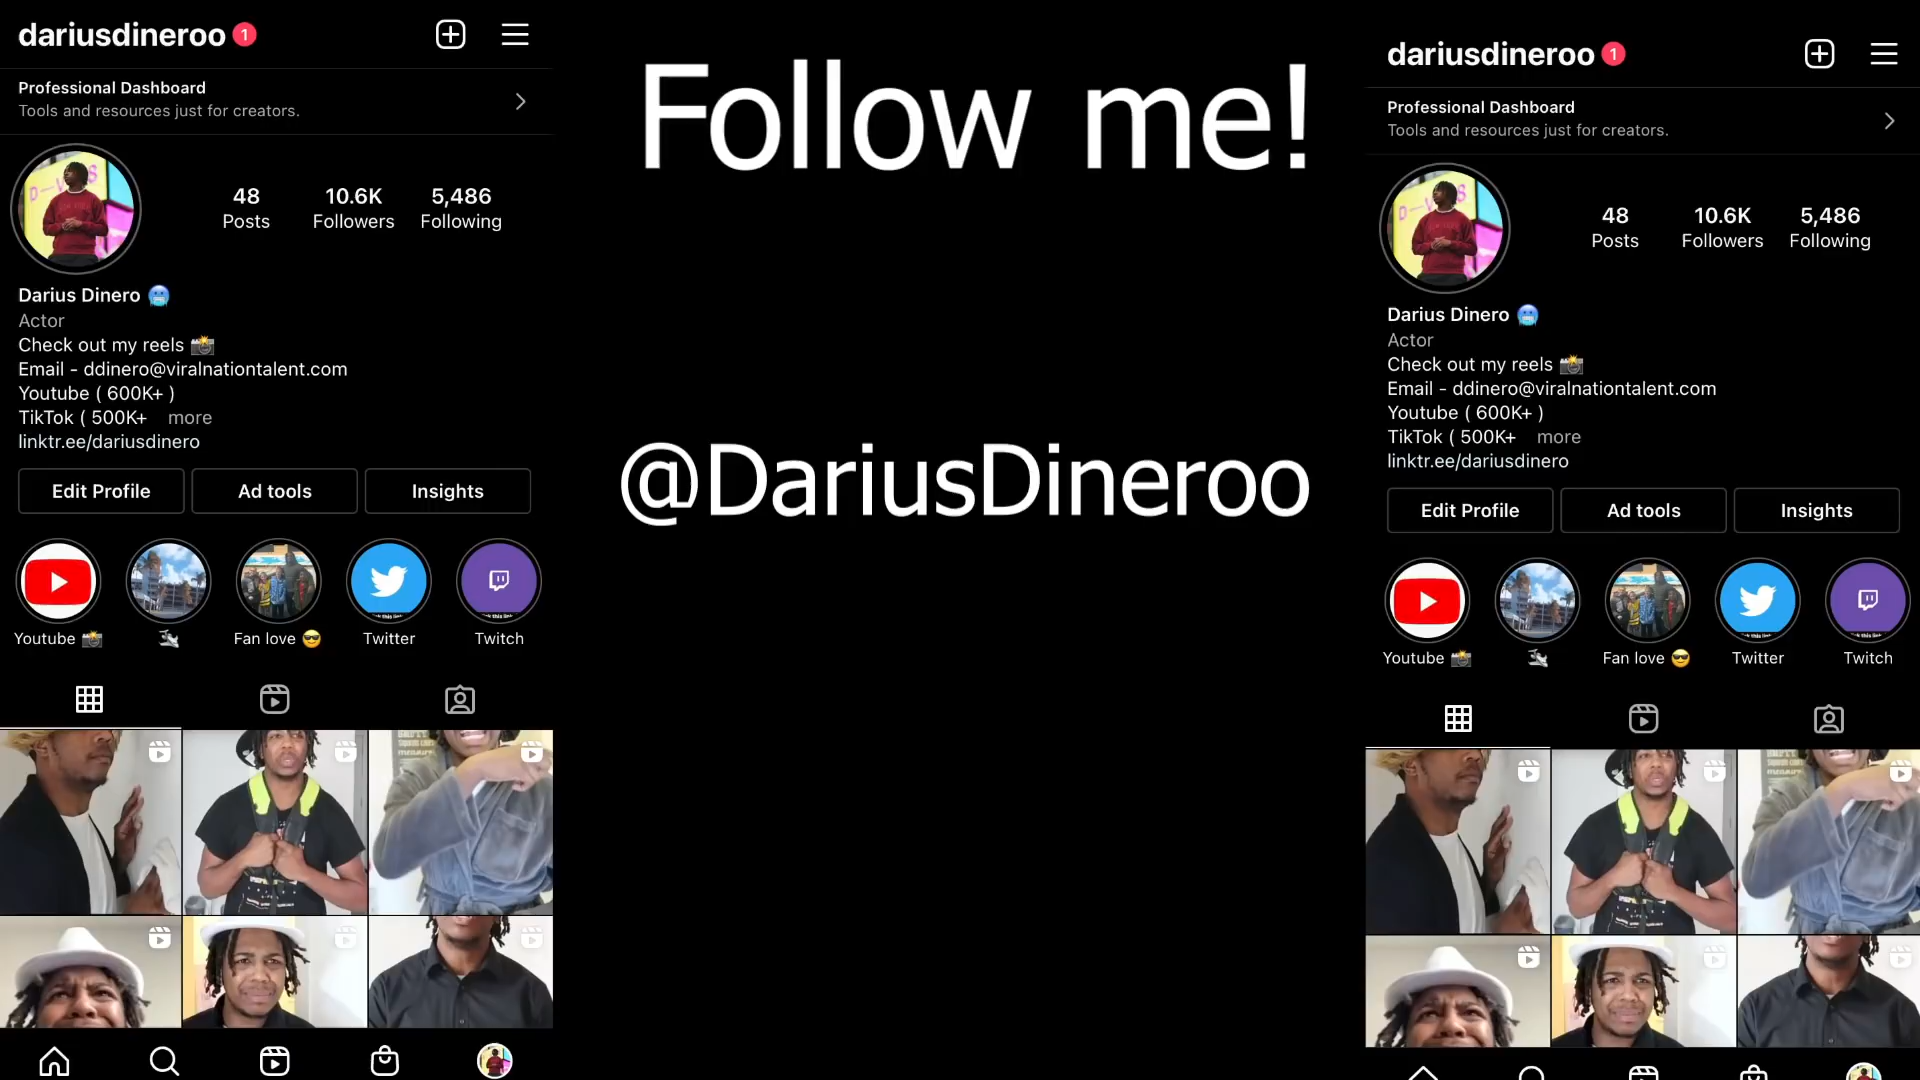 dariusdineroo 1
Professional Dashboard
Tools and resources just for creators.
48 10.6K 5,486
Posts Followers Following
Darius Dinero 🥶
Actor
Check out my reels 📸
Email - ddinero@viralnationtalent.com
Youtube ( 600K+ )
TikTok ( 500K+ more
linktr.ee/dariusdinero
Edit Profile Ad tools Insights
Youtube 📸 Fan love 😎 Twitter Twitch
Follow me!
@DariusDineroo
dariusdineroo 1
Professional Dashboard
Tools and resources just for creators.
48 10.6K 5,486
Posts Followers Following
Darius Dinero 🥶
Actor
Check out my reels 📸
Email - ddinero@viralnationtalent.com
Youtube ( 600K+ )
TikTok ( 500K+ more
linktr.ee/dariusdinero
Edit Profile Ad tools Insights
Youtube 📸 Fan love 😎 Twitter Twitch